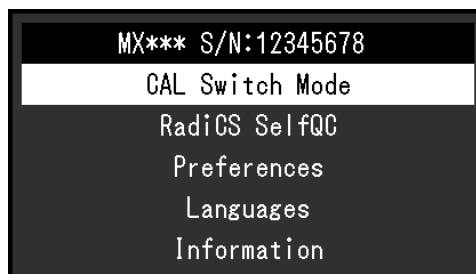 MX*** S/N:12345678
CAL Switch Mode
RadiCS SelfQC
Preferences
Languages
Information